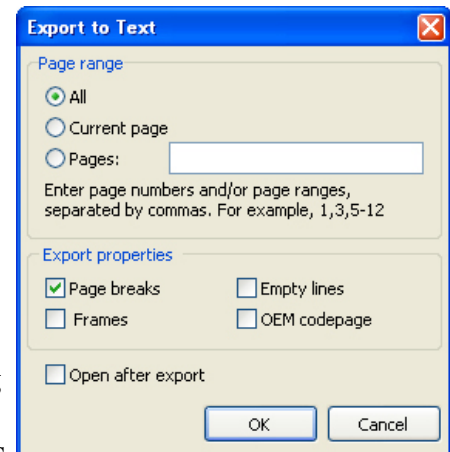 Export to Text
Page range
All
Current page
Pages:
Enter page numbers and/or page ranges,
separated by commas. For example, 1,3,5-12
Export properties
Page breaks
Empty lines
Frames
OEM codepage
Open after export
OK
Cancel